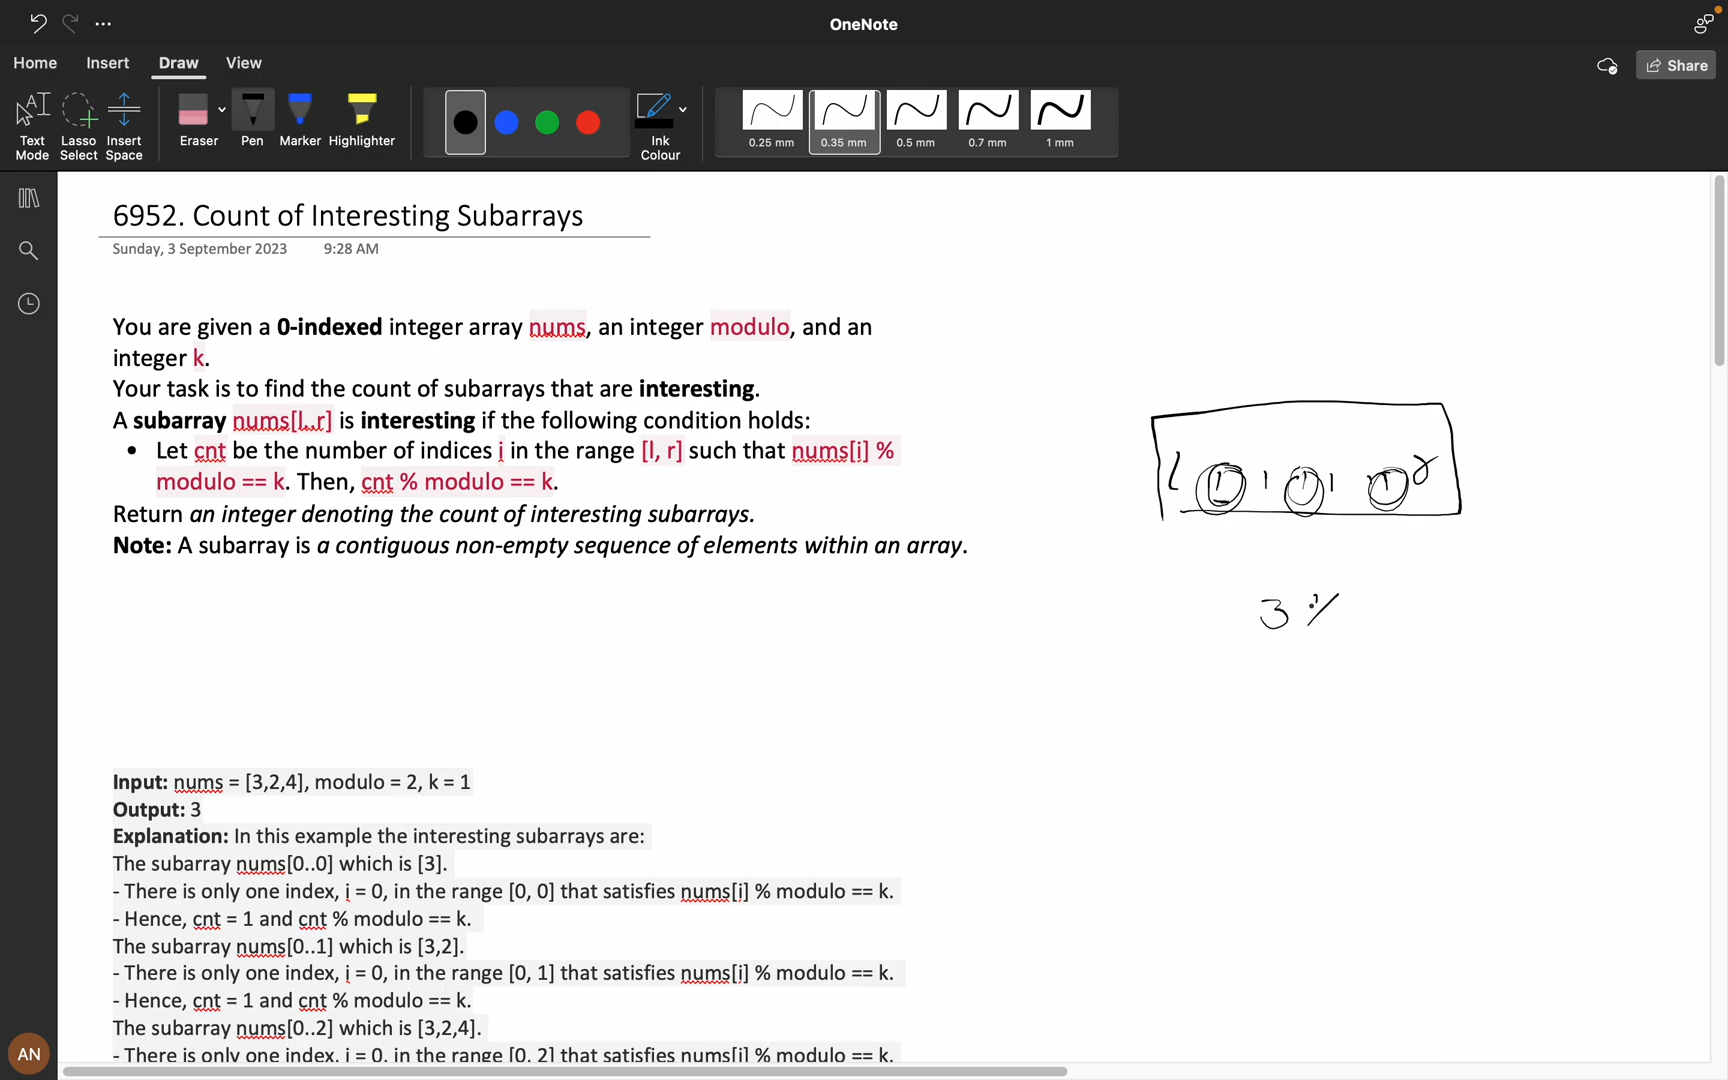 OneNote
Home Insert Draw View
Share
Text Mode
Lasso Select
Insert Space
Eraser
Pen
Marker
Highlighter
Ink Colour
0.25 mm
0.35 mm
0.5 mm
0.7 mm
1 mm
6952. Count of Interesting Subarrays
Sunday, 3 September 2023 9:28 AM
You are given a 0-indexed integer array nums, an integer modulo, and an
integer k.
Your task is to find the count of subarrays that are interesting.
A subarray nums[l..r] is interesting if the following condition holds:
• Let cnt be the number of indices i in the range [l, r] such that nums[i] %
modulo == k. Then, cnt % modulo == k.
Return an integer denoting the count of interesting subarrays.
Note: A subarray is a contiguous non-empty sequence of elements within an array.
l 1 1 1 1 1 r
3 %
Input: nums = [3,2,4], modulo = 2, k = 1
Output: 3
Explanation: In this example the interesting subarrays are:
The subarray nums[0..0] which is [3].
- There is only one index, i = 0, in the range [0, 0] that satisfies nums[i] % modulo == k.
- Hence, cnt = 1 and cnt % modulo == k.
The subarray nums[0..1] which is [3,2].
- There is only one index, i = 0, in the range [0, 1] that satisfies nums[i] % modulo == k.
- Hence, cnt = 1 and cnt % modulo == k.
The subarray nums[0..2] which is [3,2,4].
- There is only one index, i = 0, in the range [0, 2] that satisfies nums[i] % modulo == k.
AN